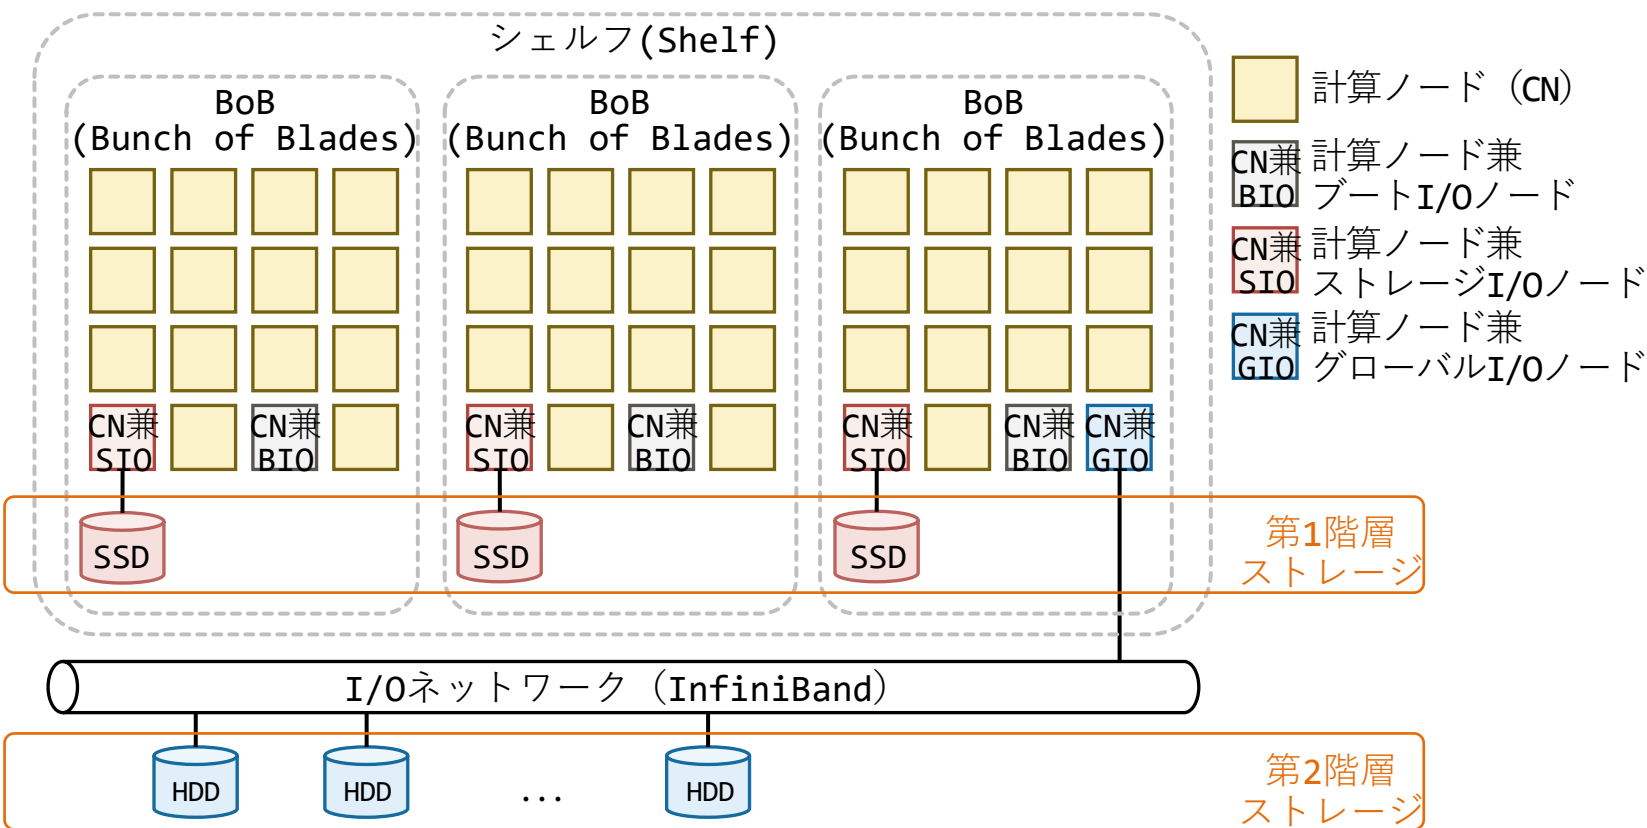 シェルフ(Shelf)
BoB
(Bunch of Blades)
BoB
(Bunch of Blades)
BoB
(Bunch of Blades)
CN兼
SIO
CN兼
BIO
CN兼
SIO
CN兼
BIO
CN兼
SIO
CN兼
BIO
CN兼
GIO
SSD
SSD
SSD
第1階層
ストレージ
I/Oネットワーク（InfiniBand）
HDD
HDD
...
HDD
第2階層
ストレージ
計算ノード（CN）
CN兼
BIO
計算ノード兼
ブートI/Oノード
CN兼
SIO
計算ノード兼
ストレージI/Oノード
CN兼
GIO
計算ノード兼
グローバルI/Oノード